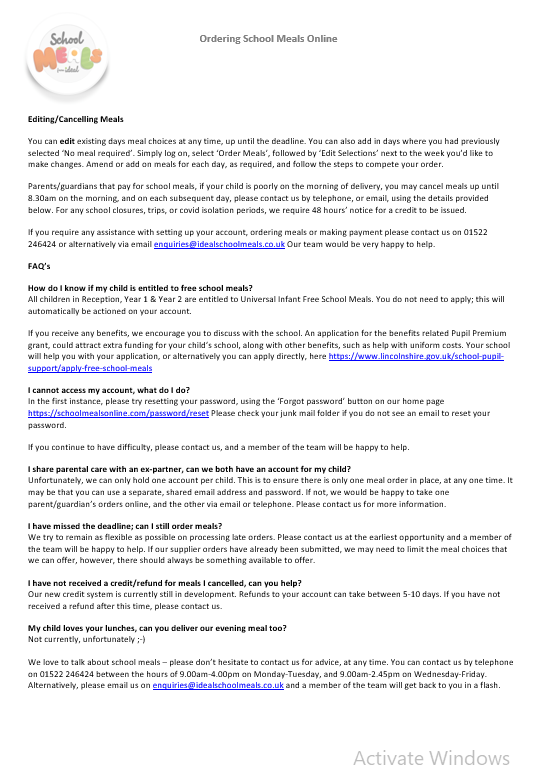 School
MEALS
from ideal
Ordering School Meals Online
Editing/Cancelling Meals
You can edit existing days meal choices at any time, up until the deadline. You can also add in days where you had previously
selected ‘No meal required’. Simply log on, select ‘Order Meals’, followed by ‘Edit Selections’ next to the week you’d like to
make changes. Amend or add on meals for each day, as required, and follow the steps to compete your order.
Parents/guardians that pay for school meals, if your child is poorly on the morning of delivery, you may cancel meals up until
8.30am on the morning, and on each subsequent day, please contact us by telephone, or email, using the details provided
below. For any school closures, trips, or covid isolation periods, we require 48 hours’ notice for a credit to be issued.
If you require any assistance with setting up your account, ordering meals or making payment please contact us on 01522
246424 or alternatively via email enquiries@idealschoolmeals.co.uk Our team would be very happy to help.
FAQ’s
How do I know if my child is entitled to free school meals?
All children in Reception, Year 1 & Year 2 are entitled to Universal Infant Free School Meals. You do not need to apply; this will
automatically be actioned on your account.
If you receive any benefits, we encourage you to discuss with the school. An application for the benefits related Pupil Premium
grant, could attract extra funding for your child’s school, along with other benefits, such as help with uniform costs. Your school
will help you with your application, or alternatively you can apply directly, here https://www.lincolnshire.gov.uk/school-pupil-
support/apply-free-school-meals
I cannot access my account, what do I do?
In the first instance, please try resetting your password, using the ‘Forgot password’ button on our home page
https://schoolmealsonline.com/password/reset Please check your junk mail folder if you do not see an email to reset your
password.
If you continue to have difficulty, please contact us, and a member of the team will be happy to help.
I share parental care with an ex-partner, can we both have an account for my child?
Unfortunately, we can only hold one account per child. This is to ensure there is only one meal order in place, at any one time. It
may be that you can use a separate, shared email address and password. If not, we would be happy to take one
parent/guardian’s orders online, and the other via email or telephone. Please contact us for more information.
I have missed the deadline; can I still order meals?
We try to remain as flexible as possible on processing late orders. Please contact us at the earliest opportunity and a member of
the team will be happy to help. If our supplier orders have already been submitted, we may need to limit the meal choices that
we can offer, however, there should always be something available to offer.
I have not received a credit/refund for meals I cancelled, can you help?
Our new credit system is currently still in development. Refunds to your account can take between 5-10 days. If you have not
received a refund after this time, please contact us.
My child loves your lunches, can you deliver our evening meal too?
Not currently, unfortunately ;-)
We love to talk about school meals – please don’t hesitate to contact us for advice, at any time. You can contact us by telephone
on 01522 246424 between the hours of 9.00am-4.00pm on Monday-Tuesday, and 9.00am-2.45pm on Wednesday-Friday.
Alternatively, please email us on enquiries@idealschoolmeals.co.uk and a member of the team will get back to you in a flash.
Activate Windows